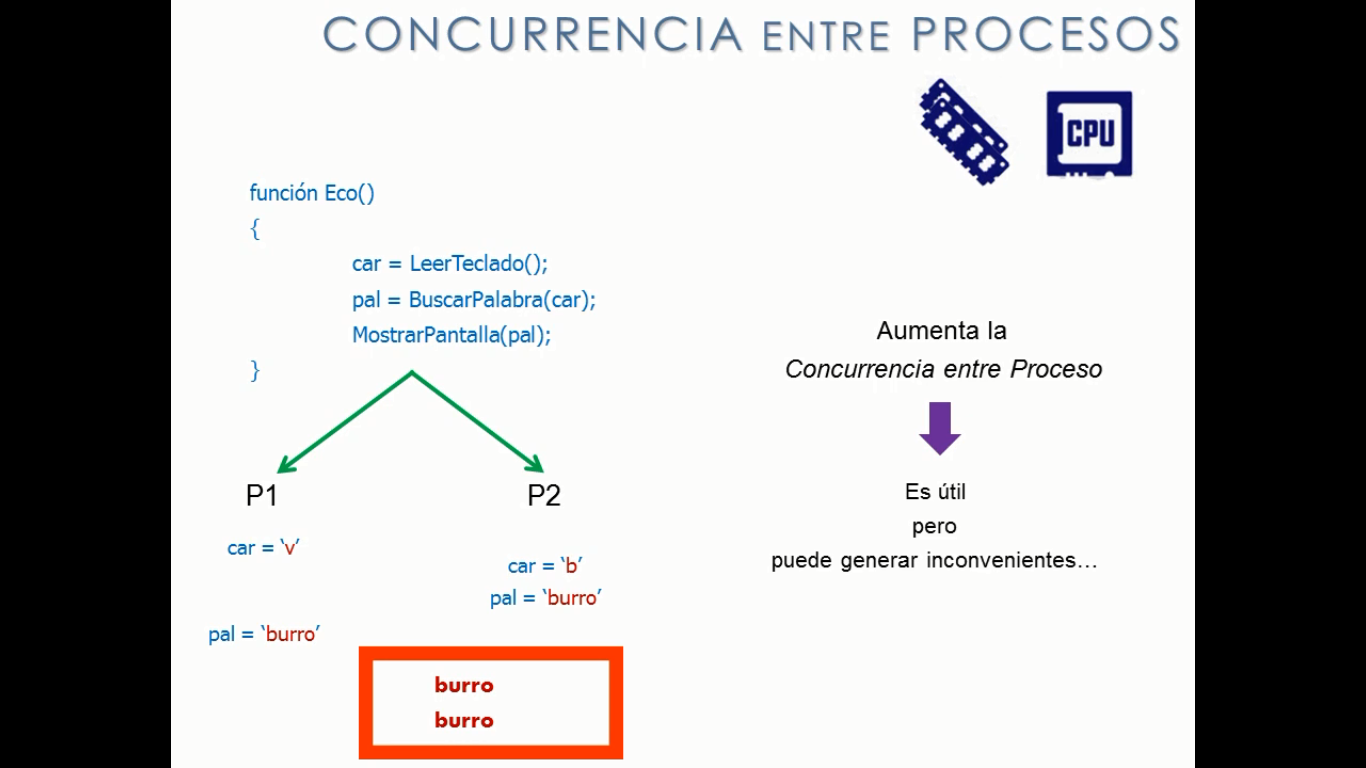 CONCURRENCIA ENTRE PROCESOS
CPU
función Eco()
{
car = LeerTeclado();
pal = BuscarPalabra(car);
MostrarPantalla(pal);
}
P1
P2
car = ‘v’
car = ‘b’
pal = ‘burro’
pal = ‘burro’
burro
burro
Aumenta la
Concurrencia entre Proceso
Es útil
pero
puede generar inconvenientes…